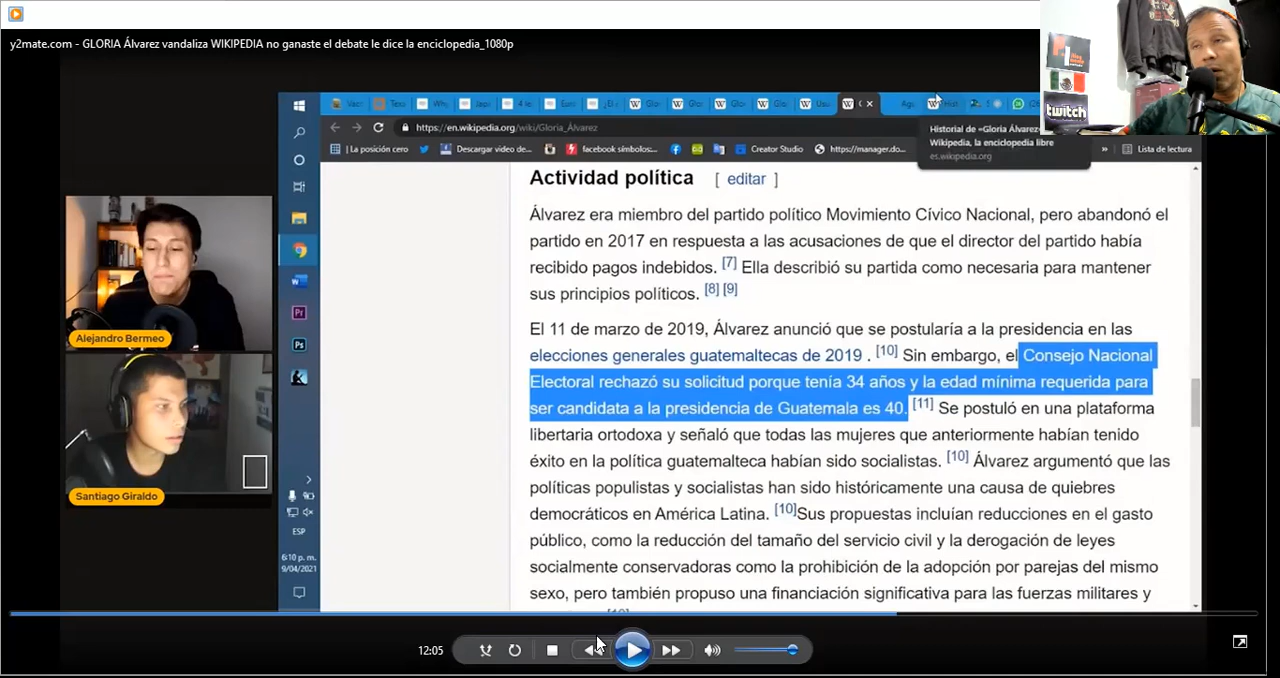 y2mate.com - GLORIA Álvarez vandaliza WIKIPEDIA no ganaste el debate le dice la enciclopedia_1080p
twitch
https://en.wikipedia.org/wiki/Gloria_Álvarez
Historial de «Gloria Álvarez
Wikipedia, la enciclopedia libre
es.wikipedia.org
| La posición cero
Descargar video de...
facebook símbolos:...
Creator Studio
https://manager.do...
»
Lista de lectura
Actividad política [ editar ]
Álvarez era miembro del partido político Movimiento Cívico Nacional, pero abandonó el
partido en 2017 en respuesta a las acusaciones de que el director del partido había
recibido pagos indebidos. [7] Ella describió su partida como necesaria para mantener
sus principios políticos. [8] [9]
El 11 de marzo de 2019, Álvarez anunció que se postularía a la presidencia en las
elecciones generales guatemaltecas de 2019 . [10] Sin embargo, el Consejo Nacional
Electoral rechazó su solicitud porque tenía 34 años y la edad mínima requerida para
ser candidata a la presidencia de Guatemala es 40. [11] Se postuló en una plataforma
libertaria ortodoxa y señaló que todas las mujeres que anteriormente habían tenido
éxito en la política guatemalteca habían sido socialistas. [10] Álvarez argumentó que las
políticas populistas y socialistas han sido históricamente una causa de quiebres
democráticos en América Latina. [10]Sus propuestas incluían reducciones en el gasto
público, como la reducción del tamaño del servicio civil y la derogación de leyes
socialmente conservadoras como la prohibición de la adopción por parejas del mismo
sexo, pero también propuso una financiación significativa para las fuerzas militares y
Alejandro Bermeo
Santiago Giraldo
ESP
6:10 p. m.
9/04/2021
12:05